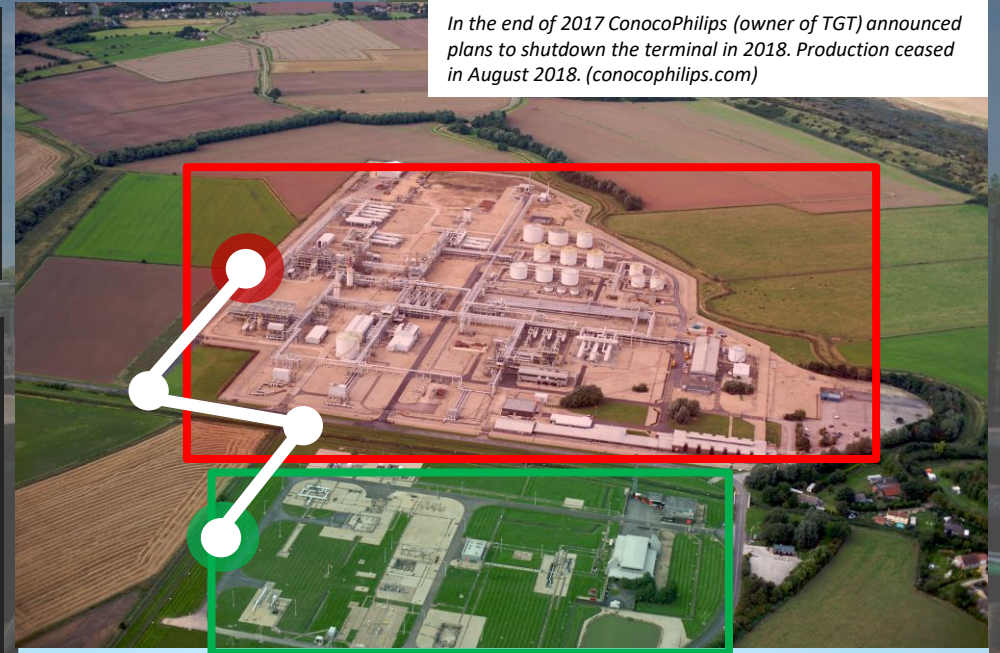 In the end of 2017 ConocoPhilips (owner of TGT) announced
plans to shutdown the terminal in 2018. Production ceased
in August 2018. (conocophilips.com)